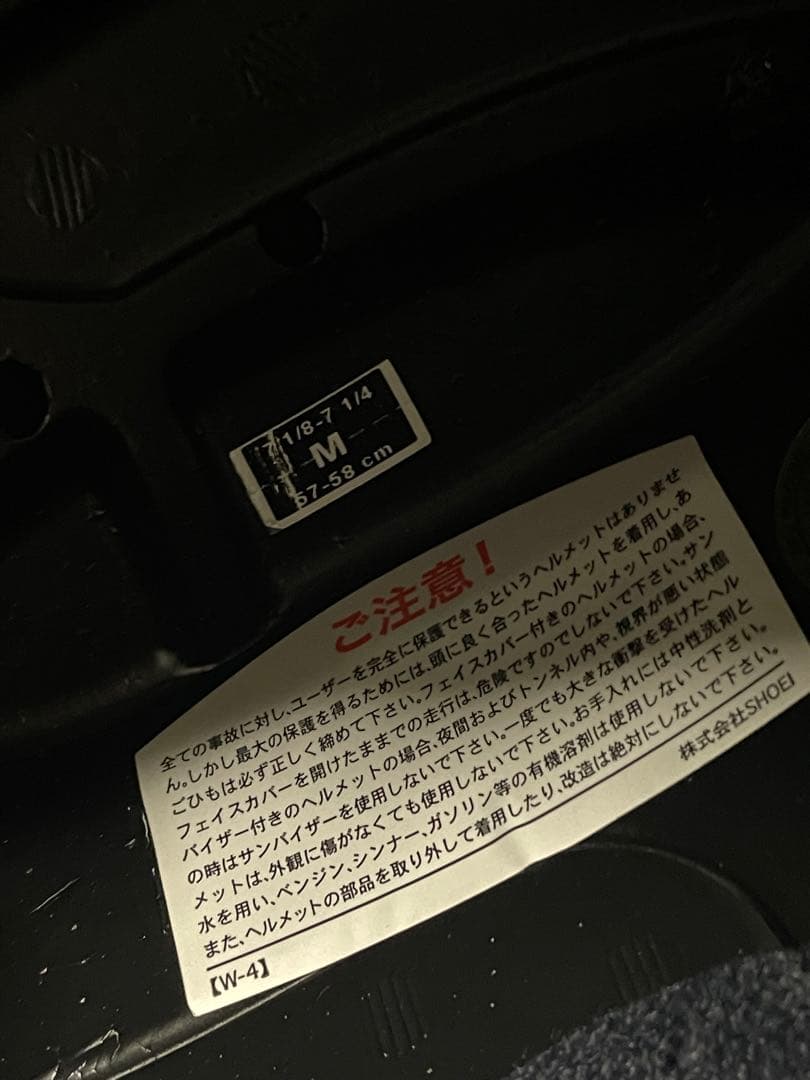 7 1/8-7 1/4
M
57-58 cm
ご注意！
全ての事故に対し、ユーザーを完全に保護できるというヘルメットはありませ
ん。しかし最大の保護を得るためには、頭に良く合ったヘルメットを着用し、あ
ごひもは必ず正しく締めて下さい。フェイスカバー付きのヘルメットの場合、
フェイスカバーを開けたままでの走行は、危険ですのでしないで下さい。サン
バイザー付きのヘルメットの場合、夜間およびトンネル内や、視界が悪い状態
の時はサンバイザーを使用しないで下さい。一度でも大きな衝撃を受けたヘル
メットは、外観に傷がなくても使用しないで下さい。お手入れには中性洗剤と
水を用い、ベンジン、シンナー、ガソリン等の有機溶剤は使用しないで下さい。
また、ヘルメットの部品を取り外して着用したり、改造は絶対にしないで下さい。
【W-4】
株式会社SHOEI